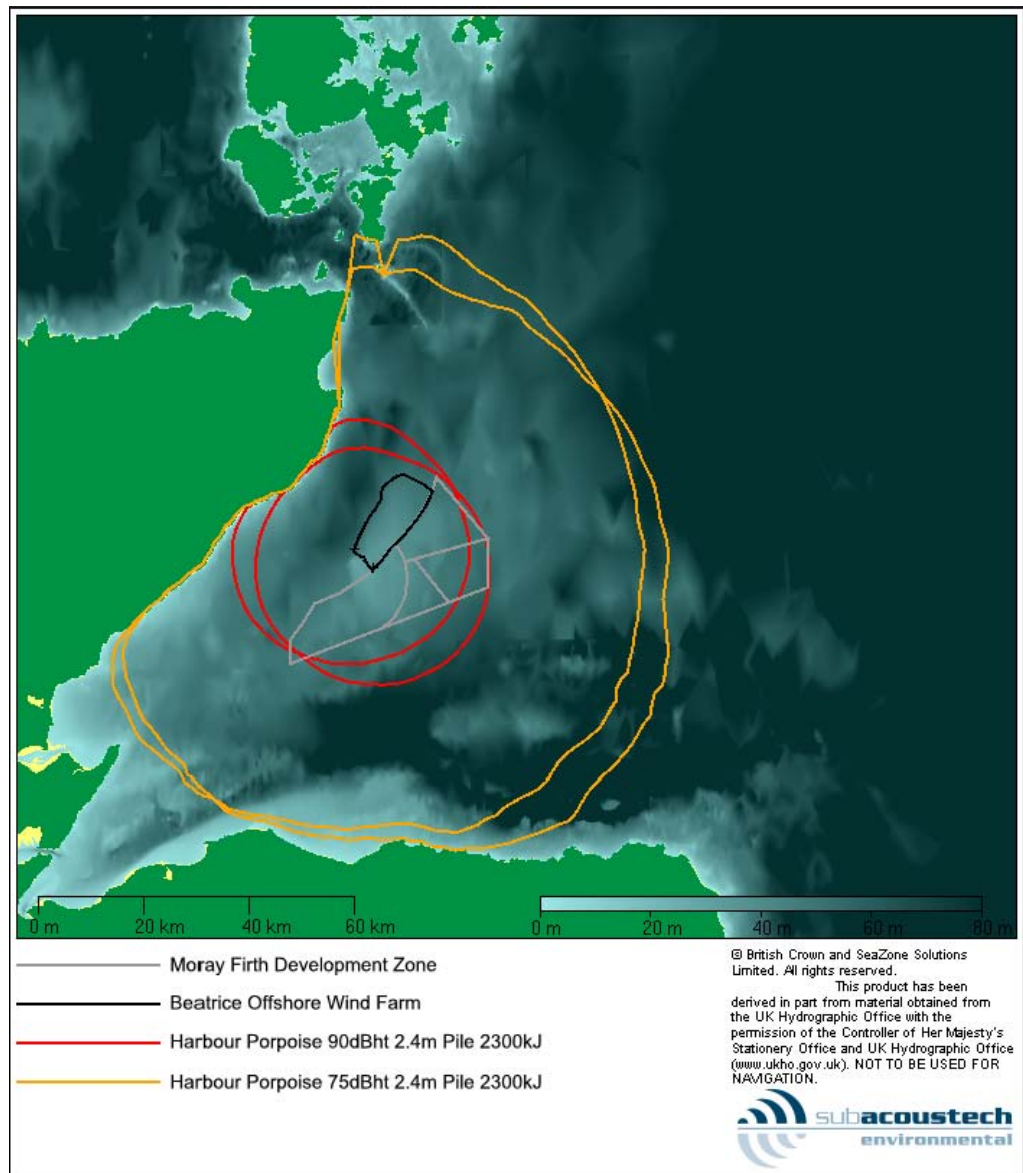 0 m
20 km
40 km
60 km
0 m
20 m
40 m
60 m
80 m
Moray Firth Development Zone
Beatrice Offshore Wind Farm
Harbour Porpoise 90dBht 2.4m Pile 2300kJ
Harbour Porpoise 75dBht 2.4m Pile 2300kJ
© British Crown and SeaZone Solutions
Limited. All rights reserved.
This product has been
derived in part from material obtained from
the UK Hydrographic Office with the
permission of the Controller of Her Majesty's
Stationery Office and UK Hydrographic Office
(www.ukho.gov.uk). NOT TO BE USED FOR
NAVIGATION.
subacoustech
environmental